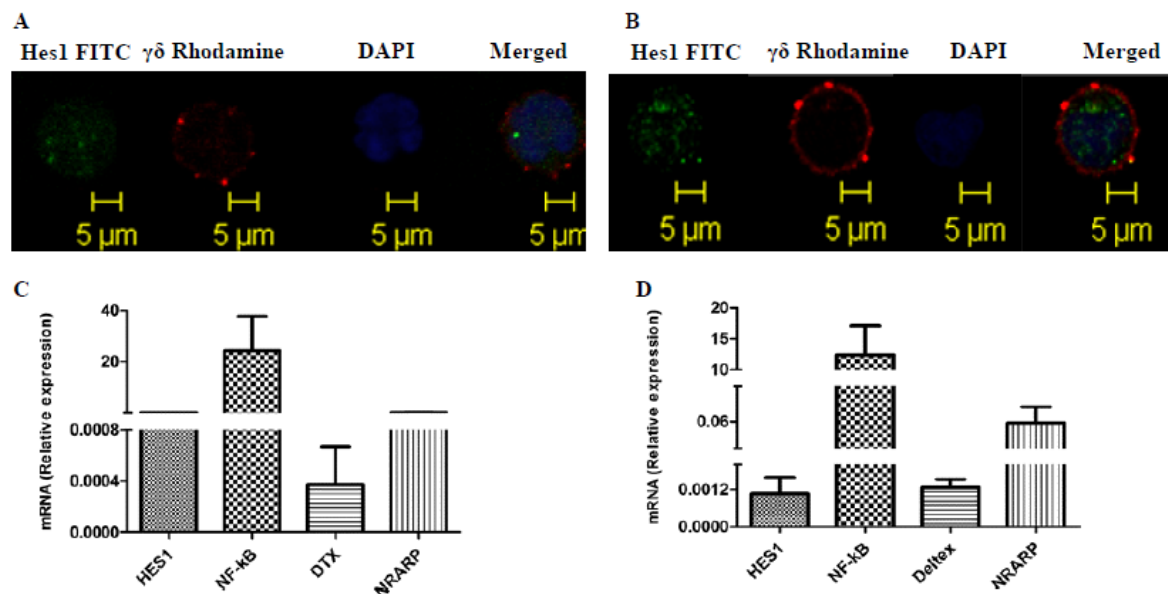 A
Hes1 FITC γδ Rhodamine DAPI Merged
5 µm 5 µm 5 µm 5 µm
B
Hes1 FITC γδ Rhodamine DAPI Merged
5 µm 5 µm 5 µm 5 µm
C
mRNA (Relative expression)
40
20
0.0008
0.0004
0.0000
HES1 NF-kB DTX NRARP
D
mRNA (Relative expression)
20
15
10
0.06
0.0012
0.0000
HES1 NF-kB Deltex NRARP